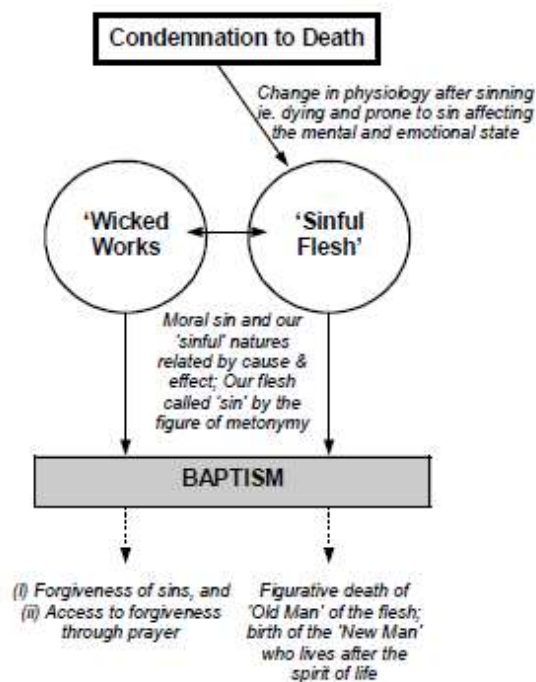 Condemnation to Death
Change in physiology after sinning
ie. dying and prone to sin affecting
the mental and emotional state
‘Wicked
Works
‘Sinful
Flesh’
Moral sin and our
‘sinful’ natures
related by cause &
effect; Our flesh
called ‘sin’ by the
figure of metonymy
BAPTISM
(i) Forgiveness of sins, and
(ii) Access to forgiveness
through prayer
Figurative death of
‘Old Man’ of the flesh;
birth of the ‘New Man’
who lives after the
spirit of life